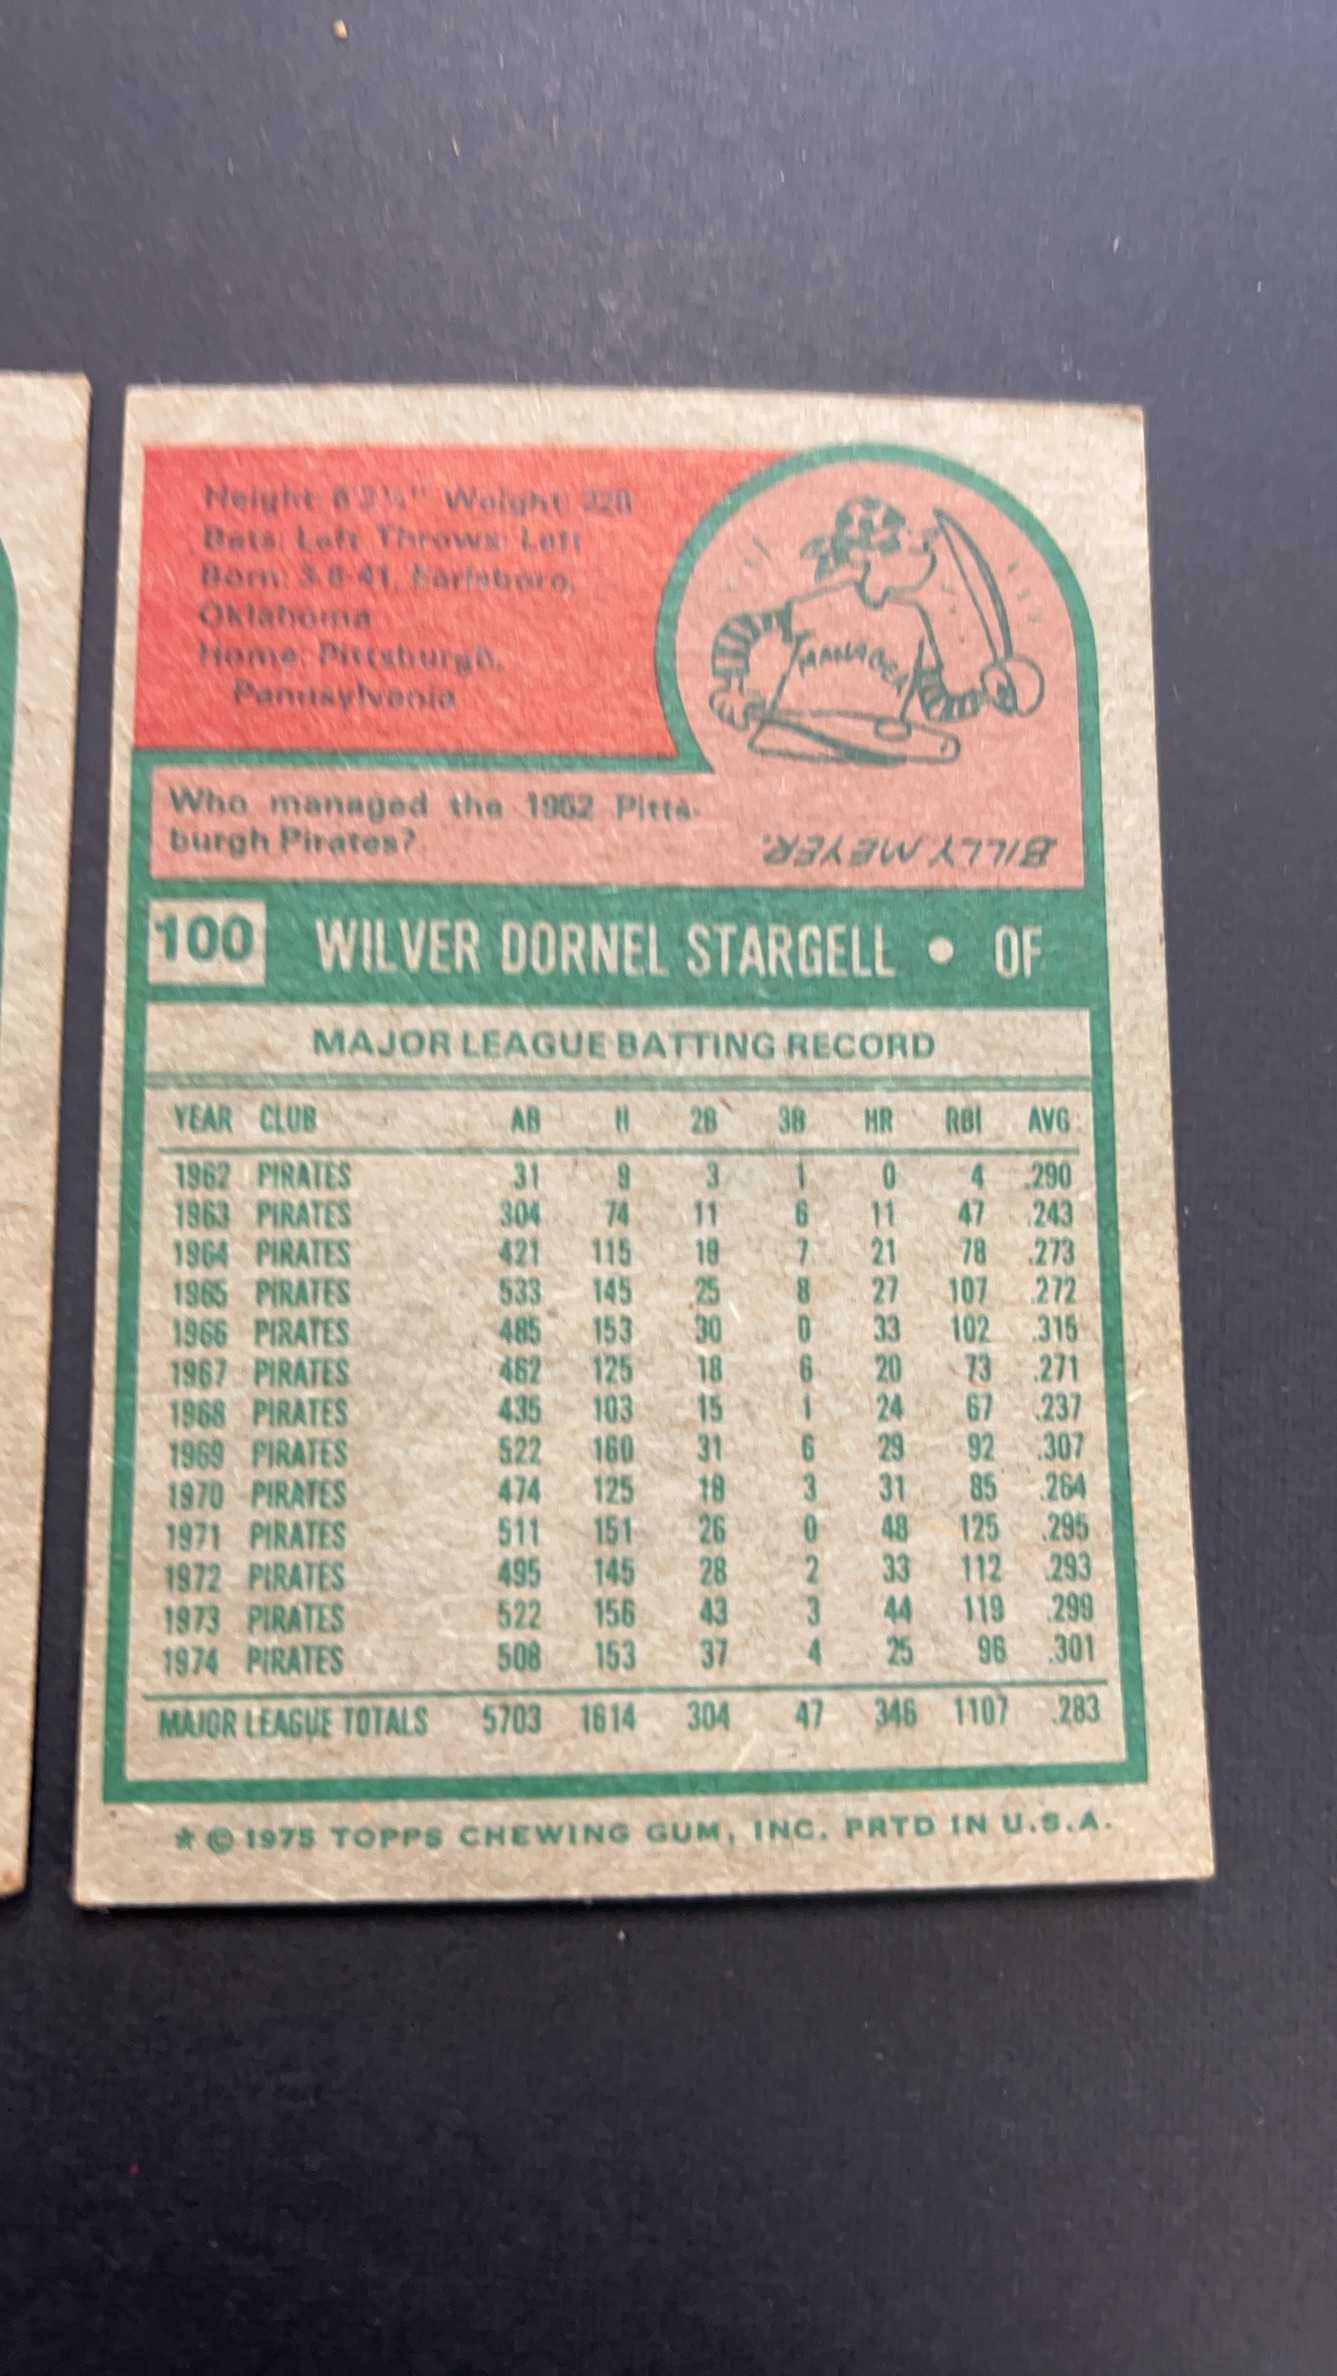 Height: 6'2½" Weight: 228
Bats: Left Throws: Left
Born: 3-6-41, Earlsboro,
Oklahoma
Home: Pittsburgh,
Pennsylvania
MANAGER
Who managed the 1952 Pitts-
burgh Pirates?
BILLY MEYER.
100 WILVER DORNEL STARGELL • OF
MAJOR LEAGUE BATTING RECORD
YEAR CLUB AB H 2B 3B HR RBI AVG
1962 PIRATES 31 9 3 1 0 4 .290
1963 PIRATES 304 74 11 6 11 47 .243
1964 PIRATES 421 115 19 7 21 78 .273
1965 PIRATES 533 145 25 8 27 107 .272
1966 PIRATES 485 153 30 0 33 102 .315
1967 PIRATES 462 125 18 6 20 73 .271
1968 PIRATES 435 103 15 1 24 67 .237
1969 PIRATES 522 160 31 6 29 92 .307
1970 PIRATES 474 125 18 3 31 85 .264
1971 PIRATES 511 151 26 0 48 125 .295
1972 PIRATES 495 145 28 2 33 112 .293
1973 PIRATES 522 156 43 3 44 119 .299
1974 PIRATES 508 153 37 4 25 96 .301
MAJOR LEAGUE TOTALS 5703 1614 304 47 346 1107 .283
* © 1975 TOPPS CHEWING GUM, INC. PRTD IN U.S.A.